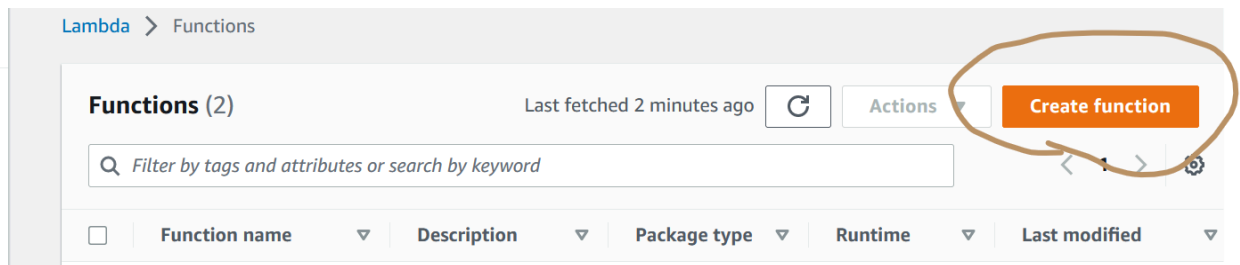 Lambda > Functions
Functions (2) Last fetched 2 minutes ago Actions Create function
Filter by tags and attributes or search by keyword
< 1 >
Function name Description Package type Runtime Last modified